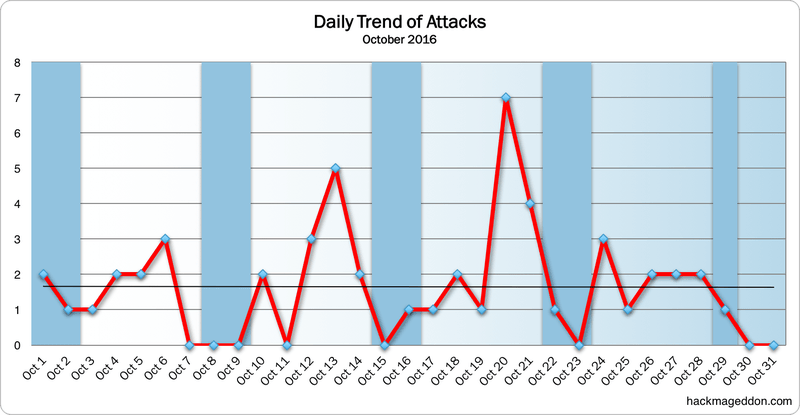 Daily Trend of Attacks
October 2016
8
7
6
5
4
3
2
1
0
Oct 1 Oct 2 Oct 3 Oct 4 Oct 5 Oct 6 Oct 7 Oct 8 Oct 9 Oct 10 Oct 11 Oct 12 Oct 13 Oct 14 Oct 15 Oct 16 Oct 17 Oct 18 Oct 19 Oct 20 Oct 21 Oct 22 Oct 23 Oct 24 Oct 25 Oct 26 Oct 27 Oct 28 Oct 29 Oct 30 Oct 31
hackmageddon.com